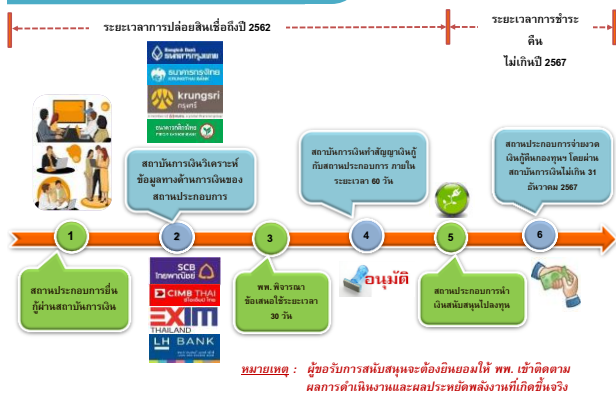 ระยะเวลาการปล่อยสินเชื่อถึงปี 2562
ระยะเวลาการชำระ
คืน
ไม่เกินปี 2567
Bangkok Bank
ธนาคารกรุงเทพ
ธนาคารกรุงไทย
KRUNGTHAI BANK
krungsri
กรุงศรี
ธนาคารกสิกรไทย
สถาบันการเงินวิเคราะห์
ข้อมูลทางด้านการเงินของ
สถานประกอบการ
สถาบันการเงินทำสัญญาเงินกู้
กับสถานประกอบการ ภายใน
ระยะเวลา 60 วัน
สถานประกอบการจ่ายงวด
เงินกู้คืนกองทุนฯ โดยผ่าน
สถาบันการเงินไม่เกิน 31
ธันวาคม 2567
1
2
3
4
5
6
สถานประกอบการยื่น
กู้ผ่านสถาบันการเงิน
SCB
ไทยพาณิชย์
CIMB THAI
EXIM
THAILAND
LH BANK
พพ. พิจารณา
ข้อเสนอใช้ระยะเวลา
30 วัน
อนุมัติ
สถานประกอบการนำ
เงินสนับสนุนไปลงทุน
หมายเหตุ : ผู้ขอรับการสนับสนุนจะต้องยินยอมให้ พพ. เข้าติดตาม
ผลการดำเนินงานและผลประหยัดพลังงานที่เกิดขึ้นจริง